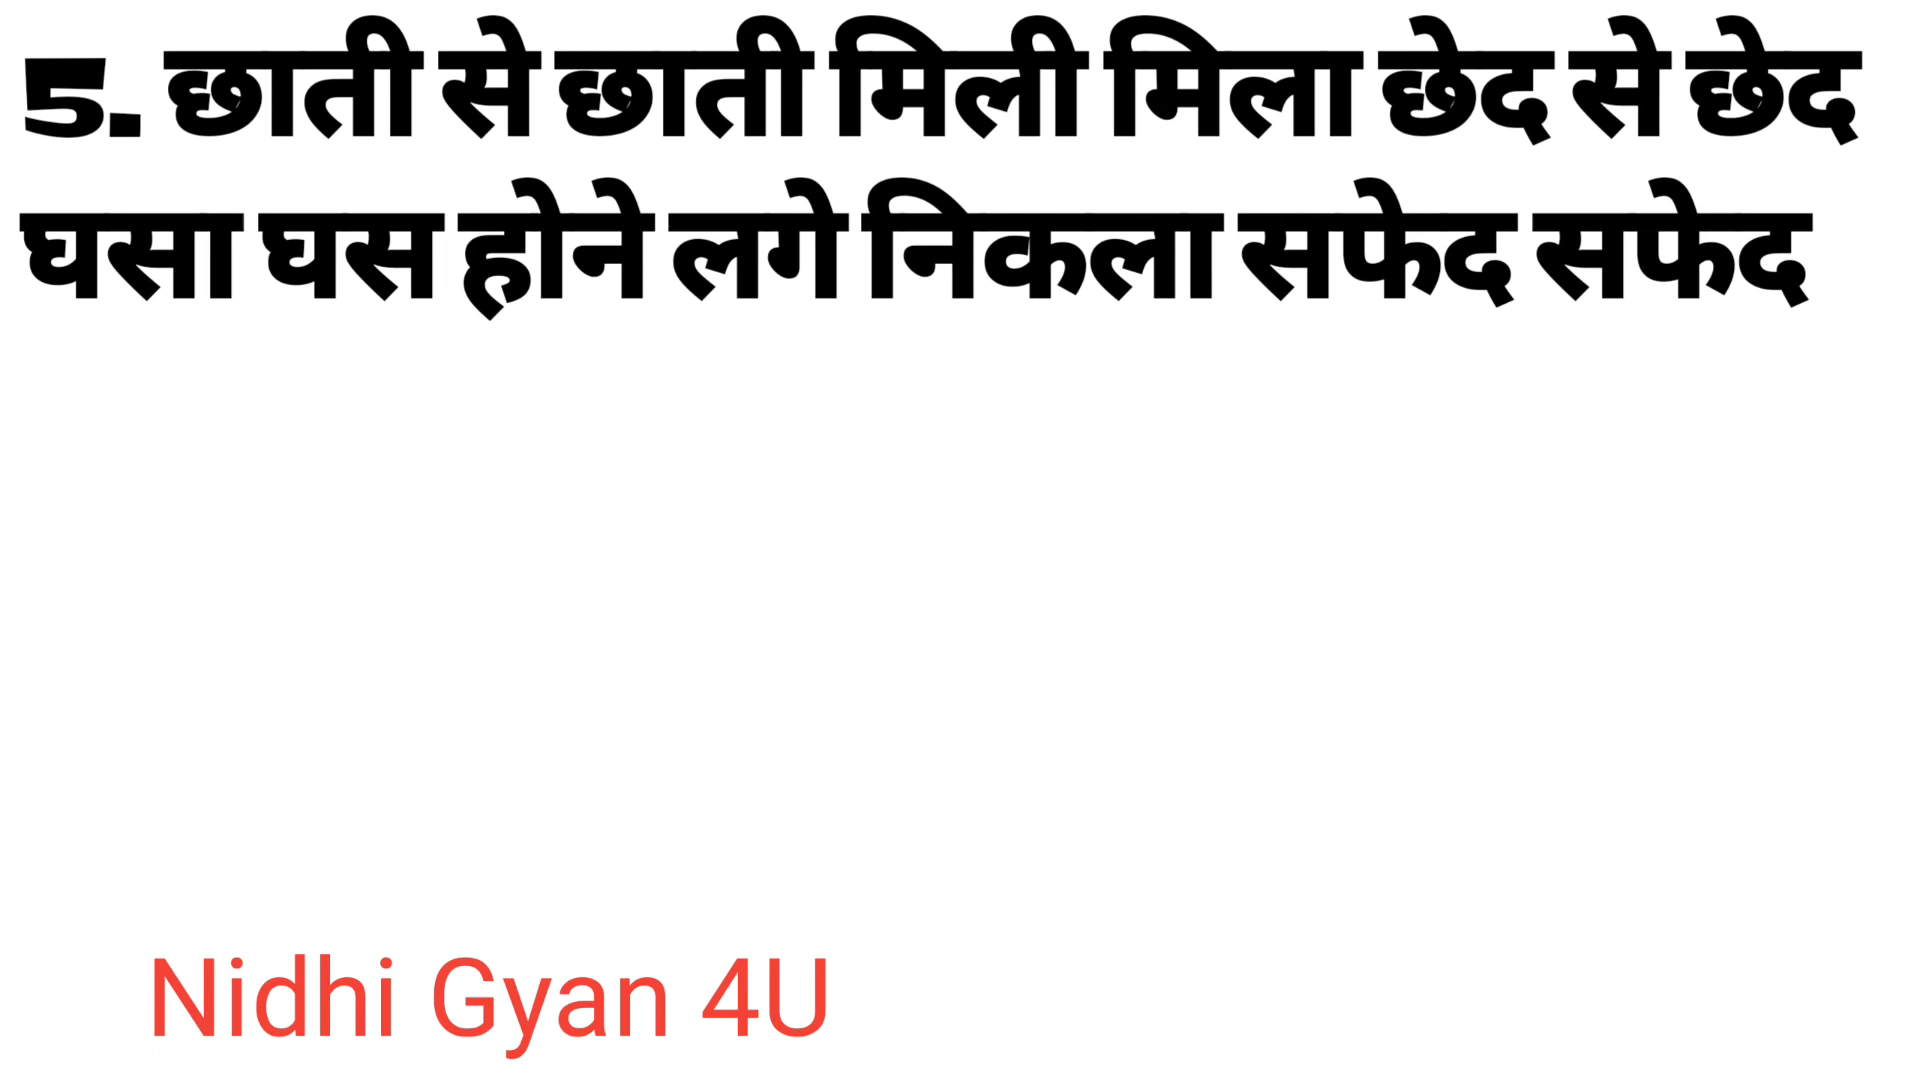 5. छाती से छाती मिली मिला छेद से छेद
घसा घस होने लगे निकला सफेद सफेद
Nidhi Gyan 4U